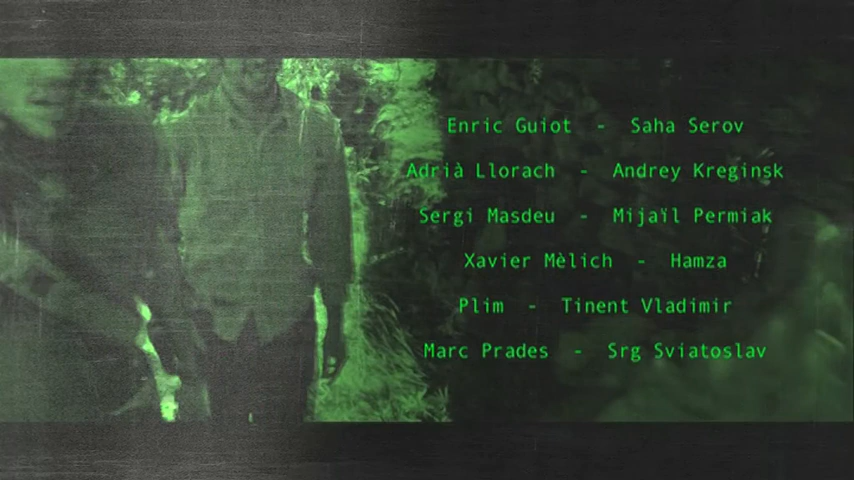 Enric Guiot - Saha Serov
Adrià Llorach - Andrey Kreginsk
Sergi Masdeu - Mijaïl Permiak
Xavier Mèlich - Hamza
Plim - Tinent Vladimir
Marc Prades - Srg Sviatoslav